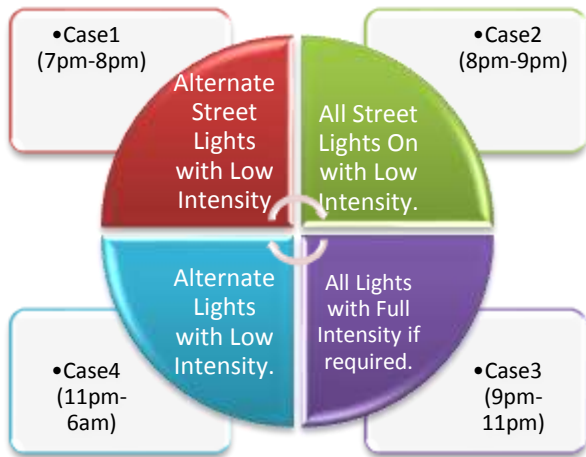 •Case1
(7pm-8pm)
Alternate
Street
Lights
with Low
Intensity
•Case2
(8pm-9pm)
All Street
Lights On
with Low
Intensity.
Alternate
Lights
with Low
Intensity.
•Case4
(11pm-
6am)
All Lights
with Full
Intensity if
required.
•Case3
(9pm-
11pm)